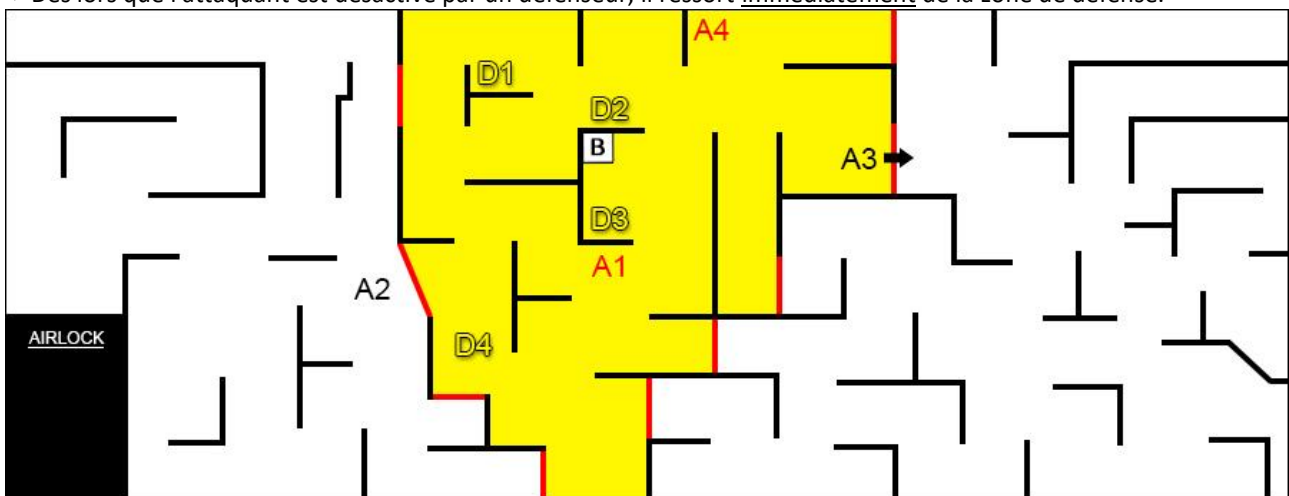 Dès lors que l'attaquant est désactivé par un défenseur, il ressort immédiatement de la zone de défense.
A4
D1
D2
B
A3
D3
A1
A2
AIRLOCK
D4